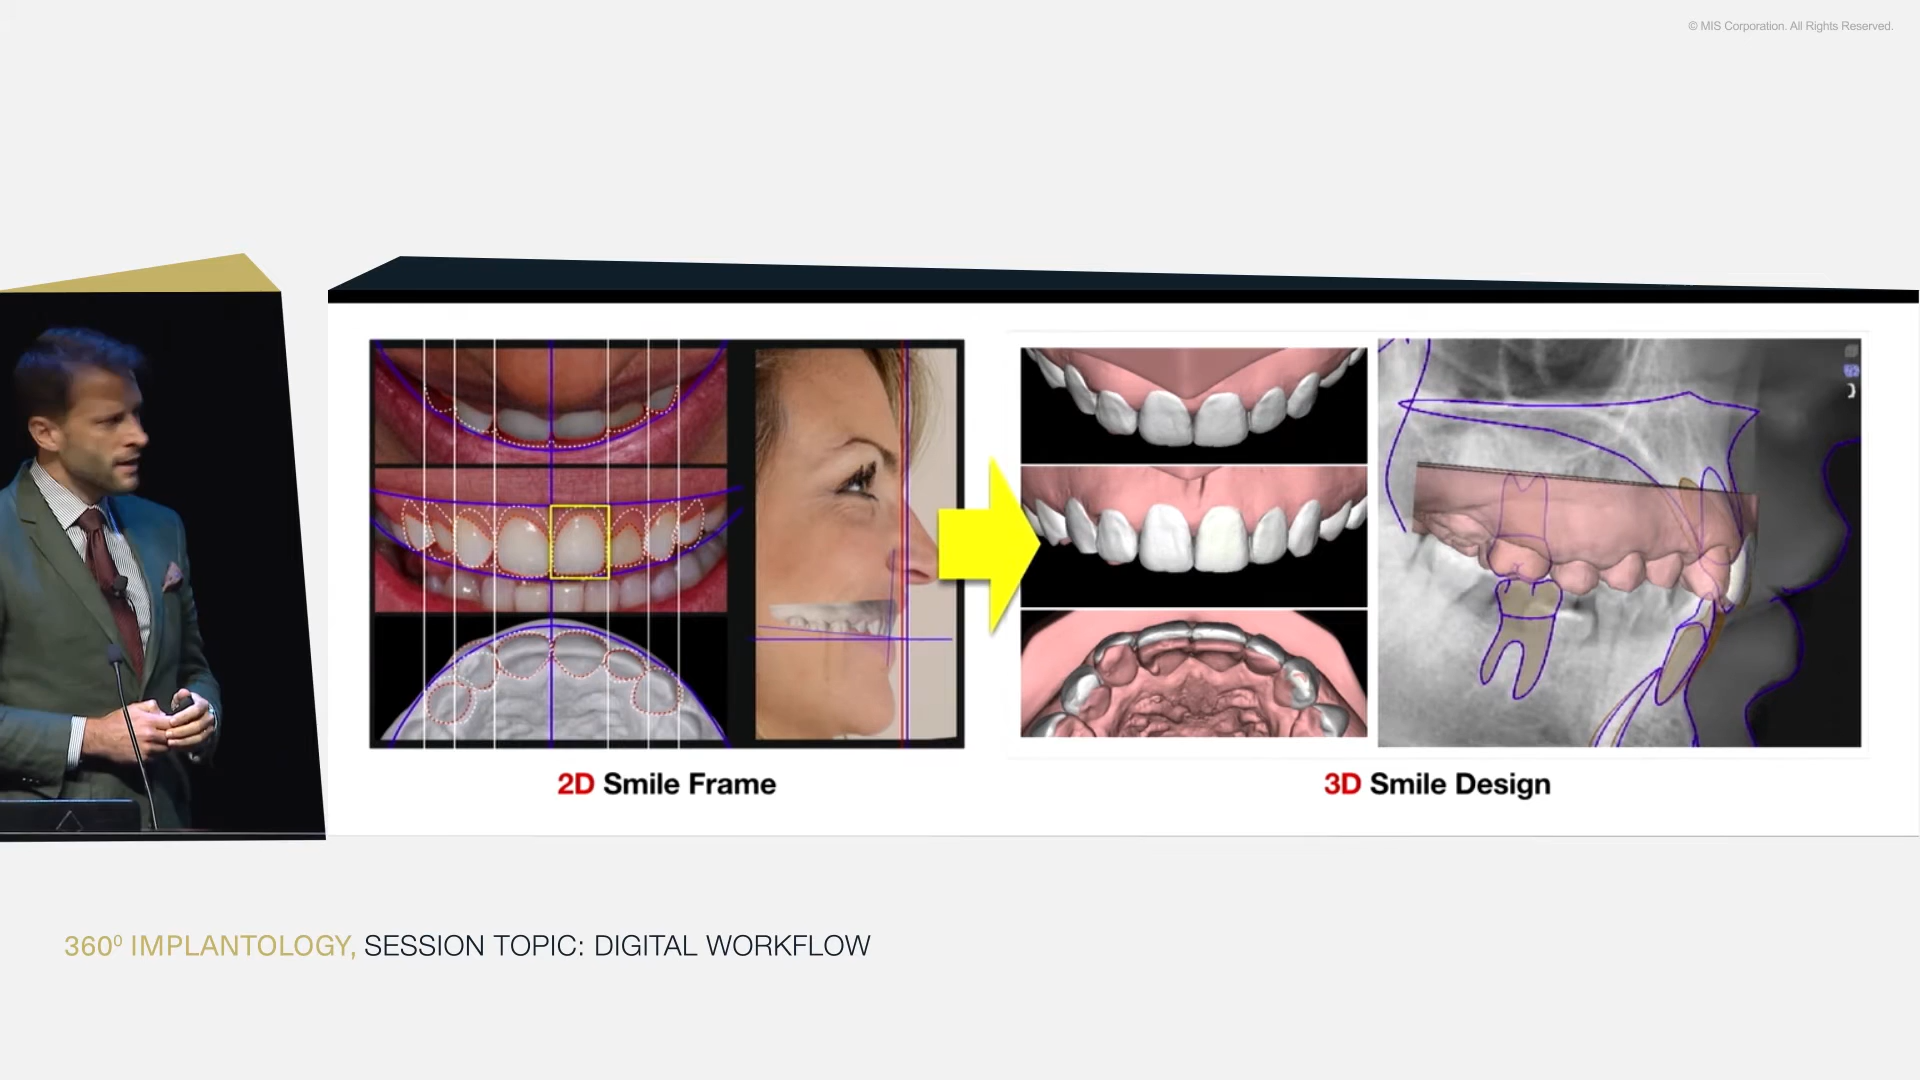 © MIS Corporation. All Rights Reserved.
2D Smile Frame
3D Smile Design
360⁰ IMPLANTOLOGY, SESSION TOPIC: DIGITAL WORKFLOW